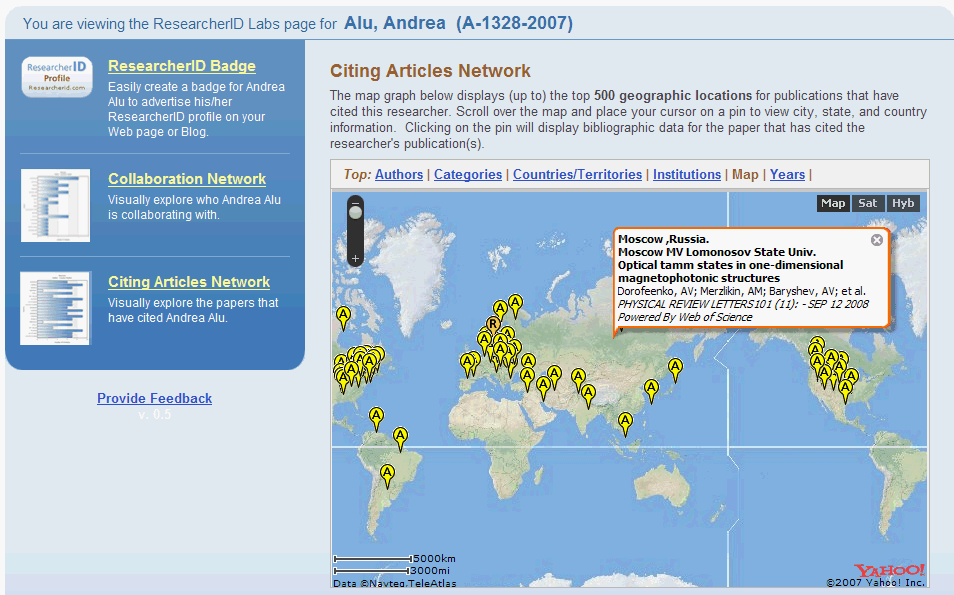 You are viewing the ResearcherID Labs page for Alu, Andrea (A-1328-2007)
ResearcherID
Profile
Researcherid.com
ResearcherID Badge
Easily create a badge for Andrea
Alu to advertise his/her
ResearcherID profile on your
Web page or Blog.
Collaboration Network
Visually explore who Andrea Alu
is collaborating with.
Citing Articles Network
Visually explore the papers that
have cited Andrea Alu.
Provide Feedback
v. 0.5
Citing Articles Network
The map graph below displays (up to) the top 500 geographic locations for publications that have
cited this researcher. Scroll over the map and place your cursor on a pin to view city, state, and country
information. Clicking on the pin will display bibliographic data for the paper that has cited the
researcher's publication(s).
Top: Authors | Categories | Countries/Territories | Institutions | Map | Years |
Map Sat Hyb
Moscow ,Russia.
Moscow MV Lomonosov State Univ.
Optical tamm states in one-dimensional
magnetophotonic structures
Dorofeenko, AV; Merzlikin, AM; Baryshev, AV; et al.
PHYSICAL REVIEW LETTERS 101 (11): - SEP 12 2008
Powered By Web of Science
5000km
3000mi
Data ©Navteq,TeleAtlas
YAHOO!
©2007 Yahoo! Inc.